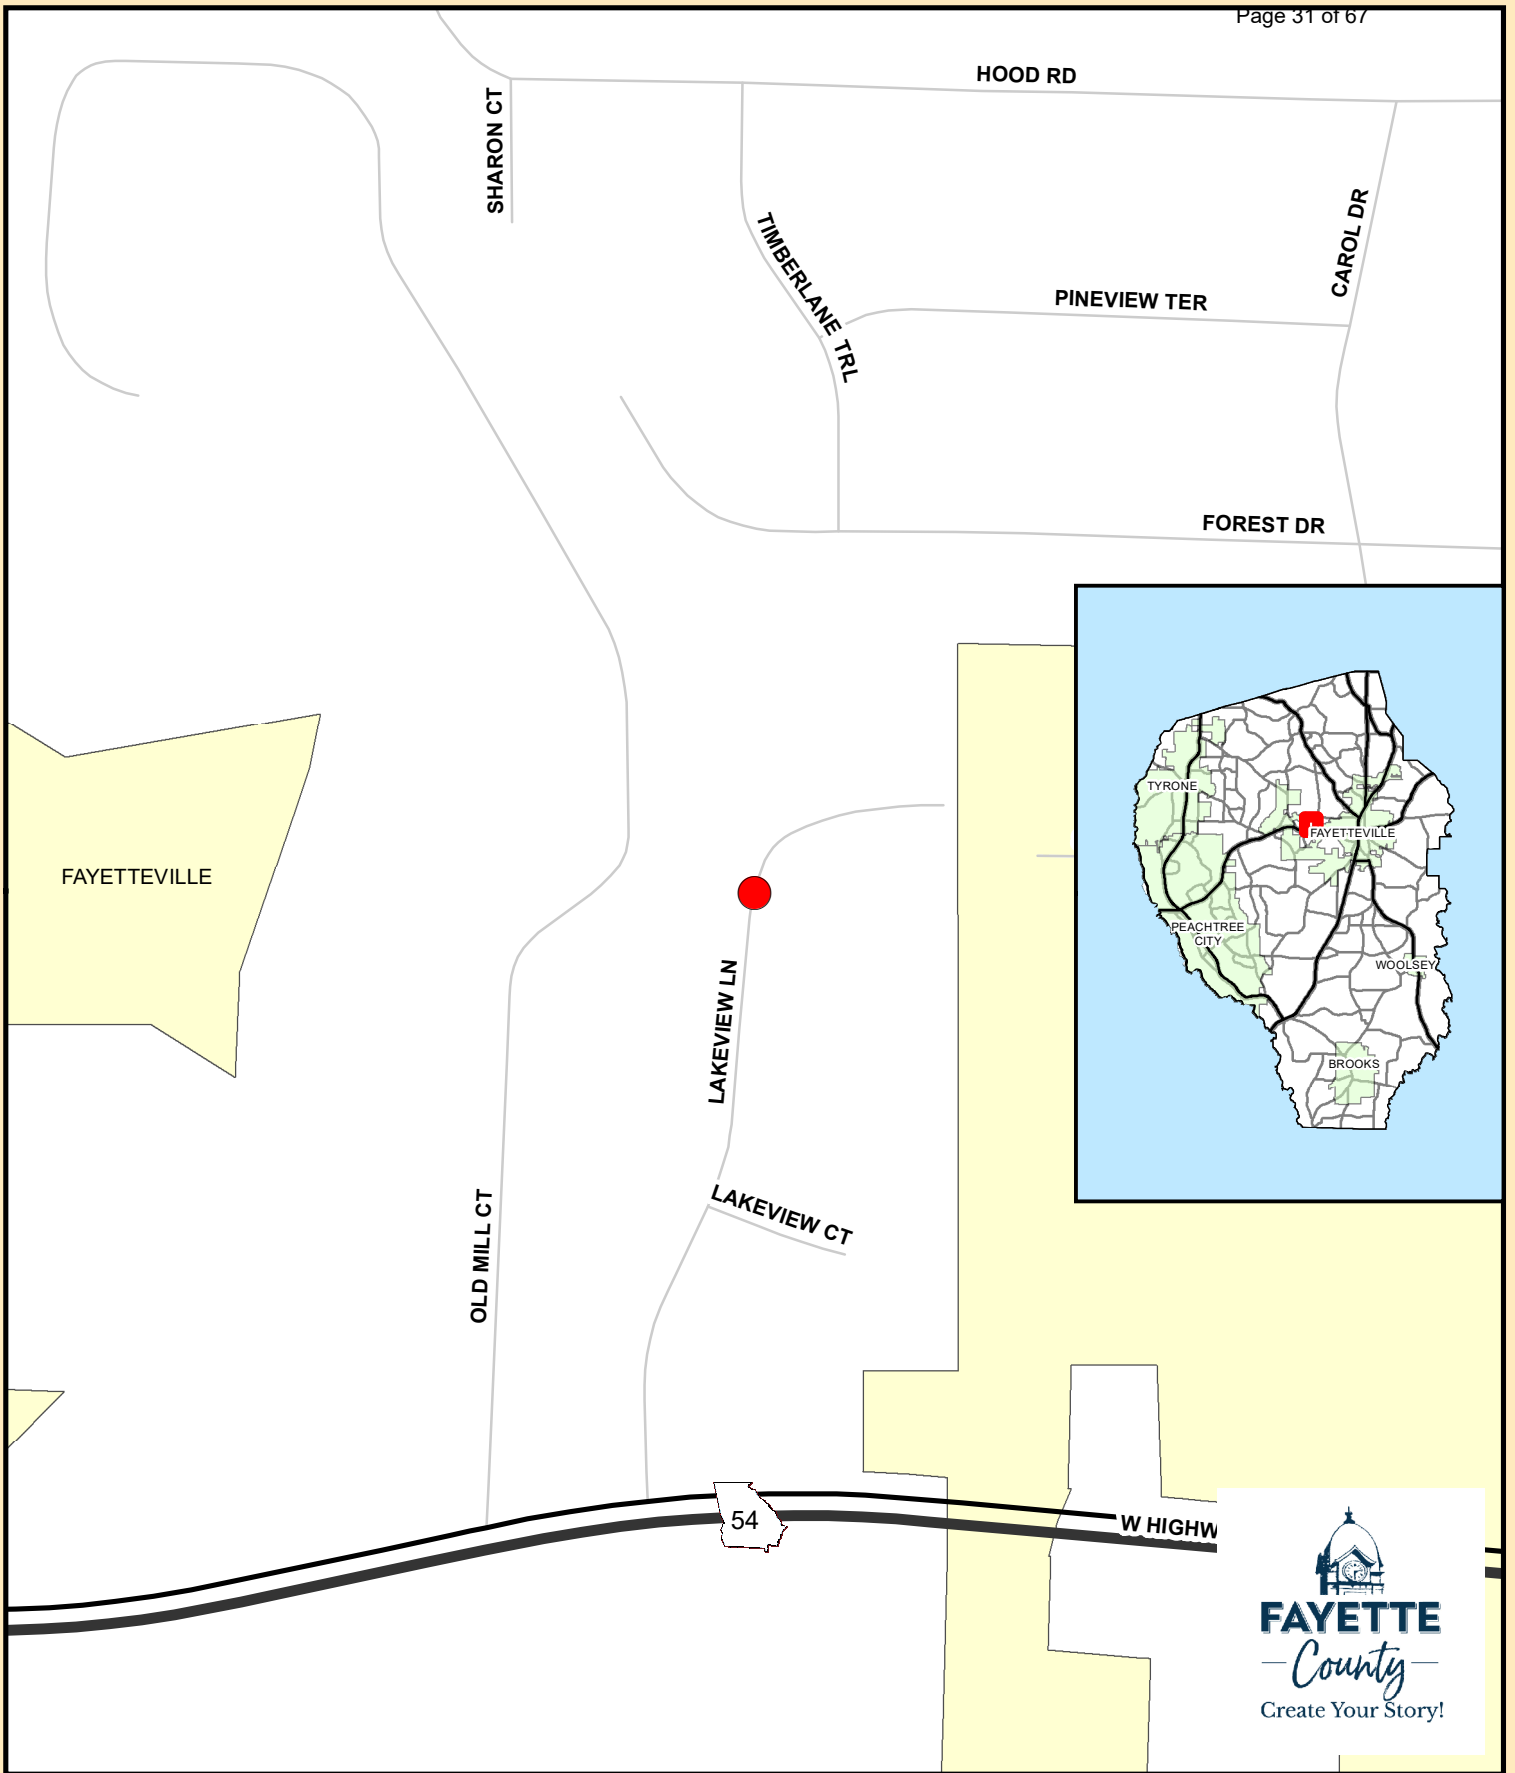 Page 31 of 67
HOOD RD
SHARON CT
CAROL DR
TIMBERLANE TRL
PINEVIEW TER
FOREST DR
TYRONE
FAYETTEVILLE
FAYETTEVILLE
PEACHTREE
CITY
WOOLSEY
LAKEVIEW LN
BROOKS
LAKEVIEW CT
OLD MILL CT
54
W HIGHW
FAYETTE
County
Create Your Story!